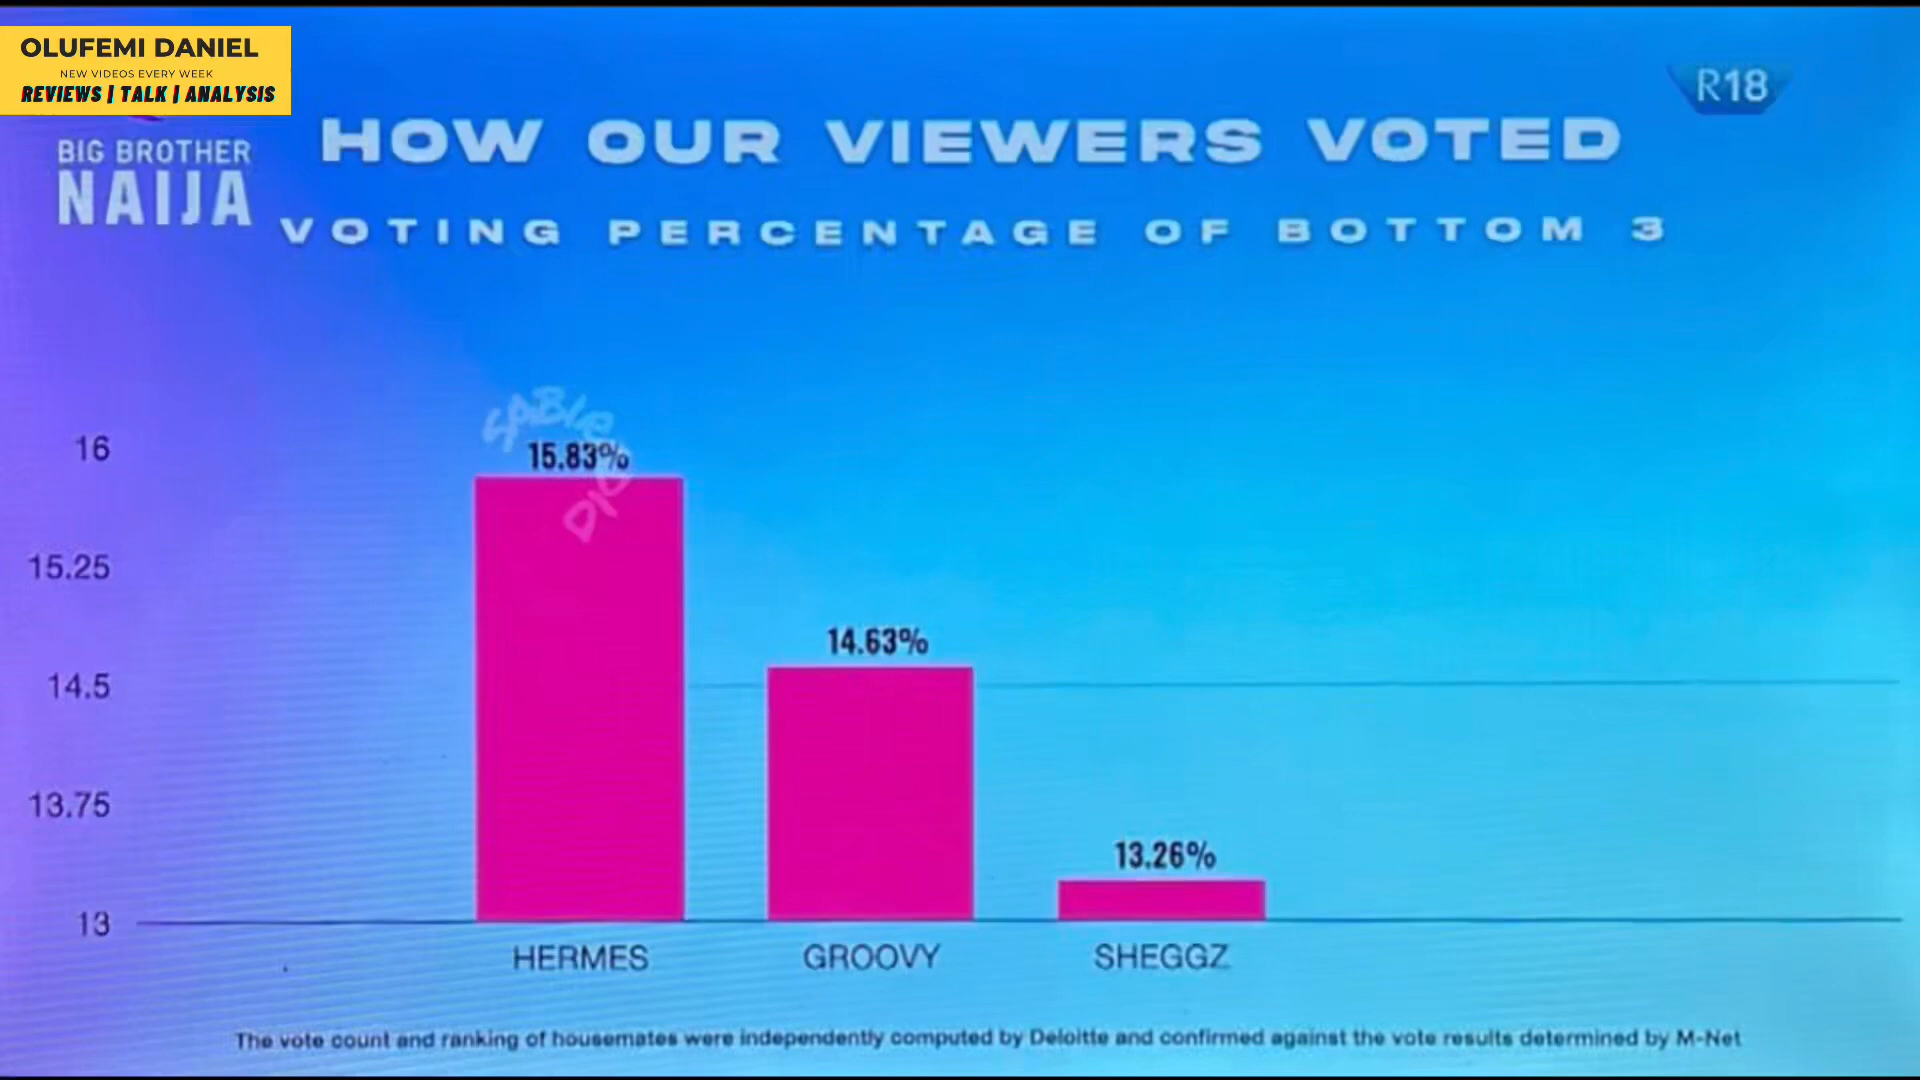 OLUFEMI DANIEL
NEW VIDEOS EVERY WEEK
REVIEWS | TALK | ANALYSIS
R18
BIG BROTHER
NAIJA
HOW OUR VIEWERS VOTED
VOTING PERCENTAGE OF BOTTOM 3
16
15.25
14.5
13.75
13
SABIE
15.83%
14.63%
13.26%
HERMES
GROOVY
SHEGGZ
The vote count and ranking of housemates were independently computed by Deloitte and confirmed against the vote results determined by M-Net